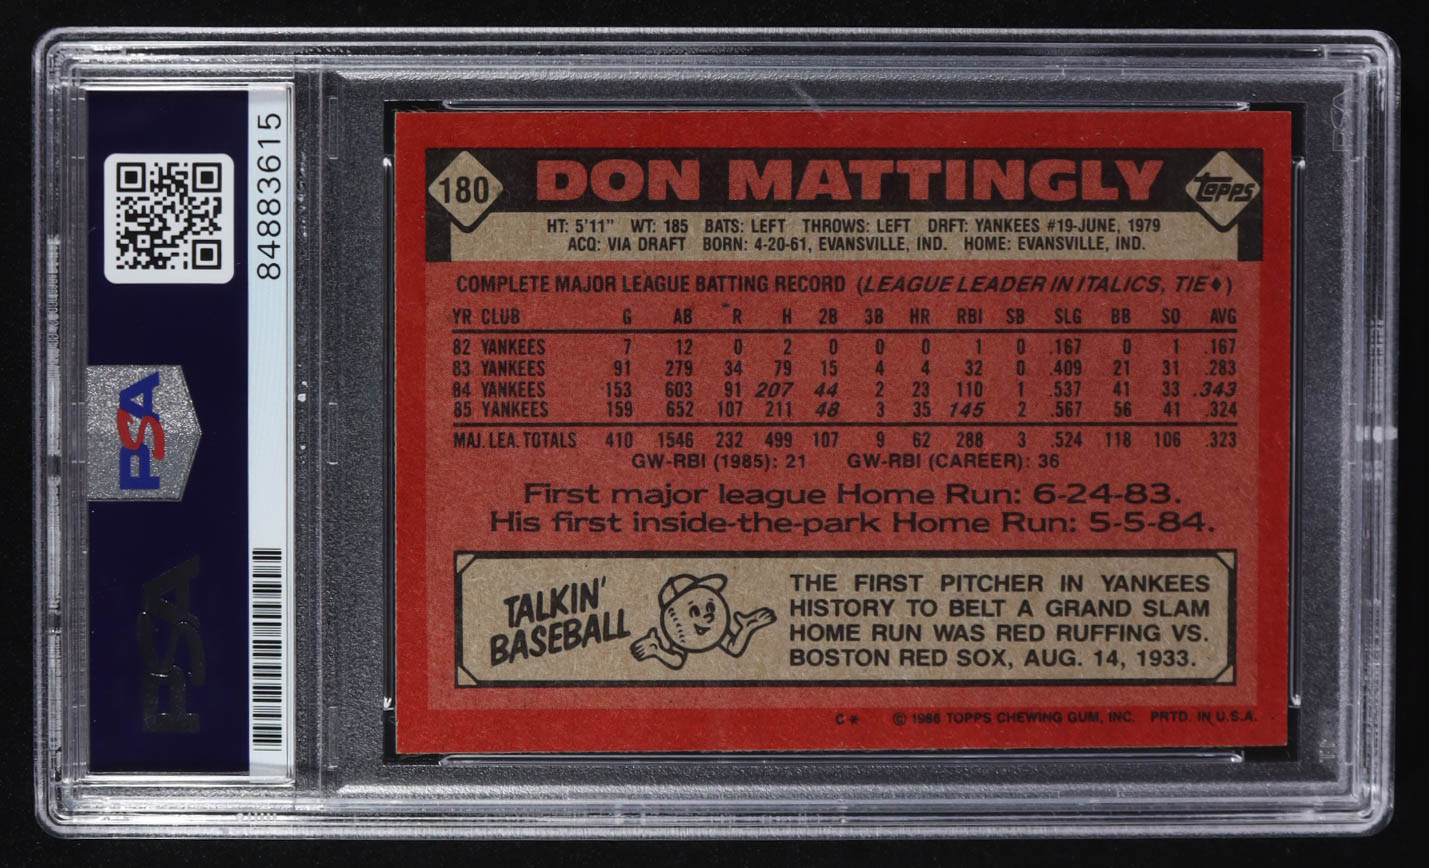 84883615
PSA
PSA
180 DON MATTINGLY topps
HT: 5'11" WT: 185 BATS: LEFT THROWS: LEFT DRFT: YANKEES #19-JUNE, 1979
ACQ: VIA DRAFT BORN: 4-20-61, EVANSVILLE, IND. HOME: EVANSVILLE, IND.
COMPLETE MAJOR LEAGUE BATTING RECORD (LEAGUE LEADER IN ITALICS, TIE♦)
YR CLUB G AB R H 2B 3B HR RBI SB SLG BB SO AVG
82 YANKEES 7 12 0 2 0 0 0 1 0 .167 0 1 .167
83 YANKEES 91 279 34 79 15 4 4 32 0 .409 21 31 .283
84 YANKEES 153 603 91 207 44 2 23 110 1 .537 41 33 .343
85 YANKEES 159 652 107 211 48 3 35 145 2 .567 56 41 .324
MAJ. LEA. TOTALS 410 1546 232 499 107 9 62 288 3 .524 118 106 .323
GW-RBI (1985): 21 GW-RBI (CAREER): 36
First major league Home Run: 6-24-83.
His first inside-the-park Home Run: 5-5-84.
TALKIN'
BASEBALL
THE FIRST PITCHER IN YANKEES
HISTORY TO BELT A GRAND SLAM
HOME RUN WAS RED RUFFING VS.
BOSTON RED SOX, AUG. 14, 1933.
C* © 1986 TOPPS CHEWING GUM, INC. PRTD. IN U.S.A.